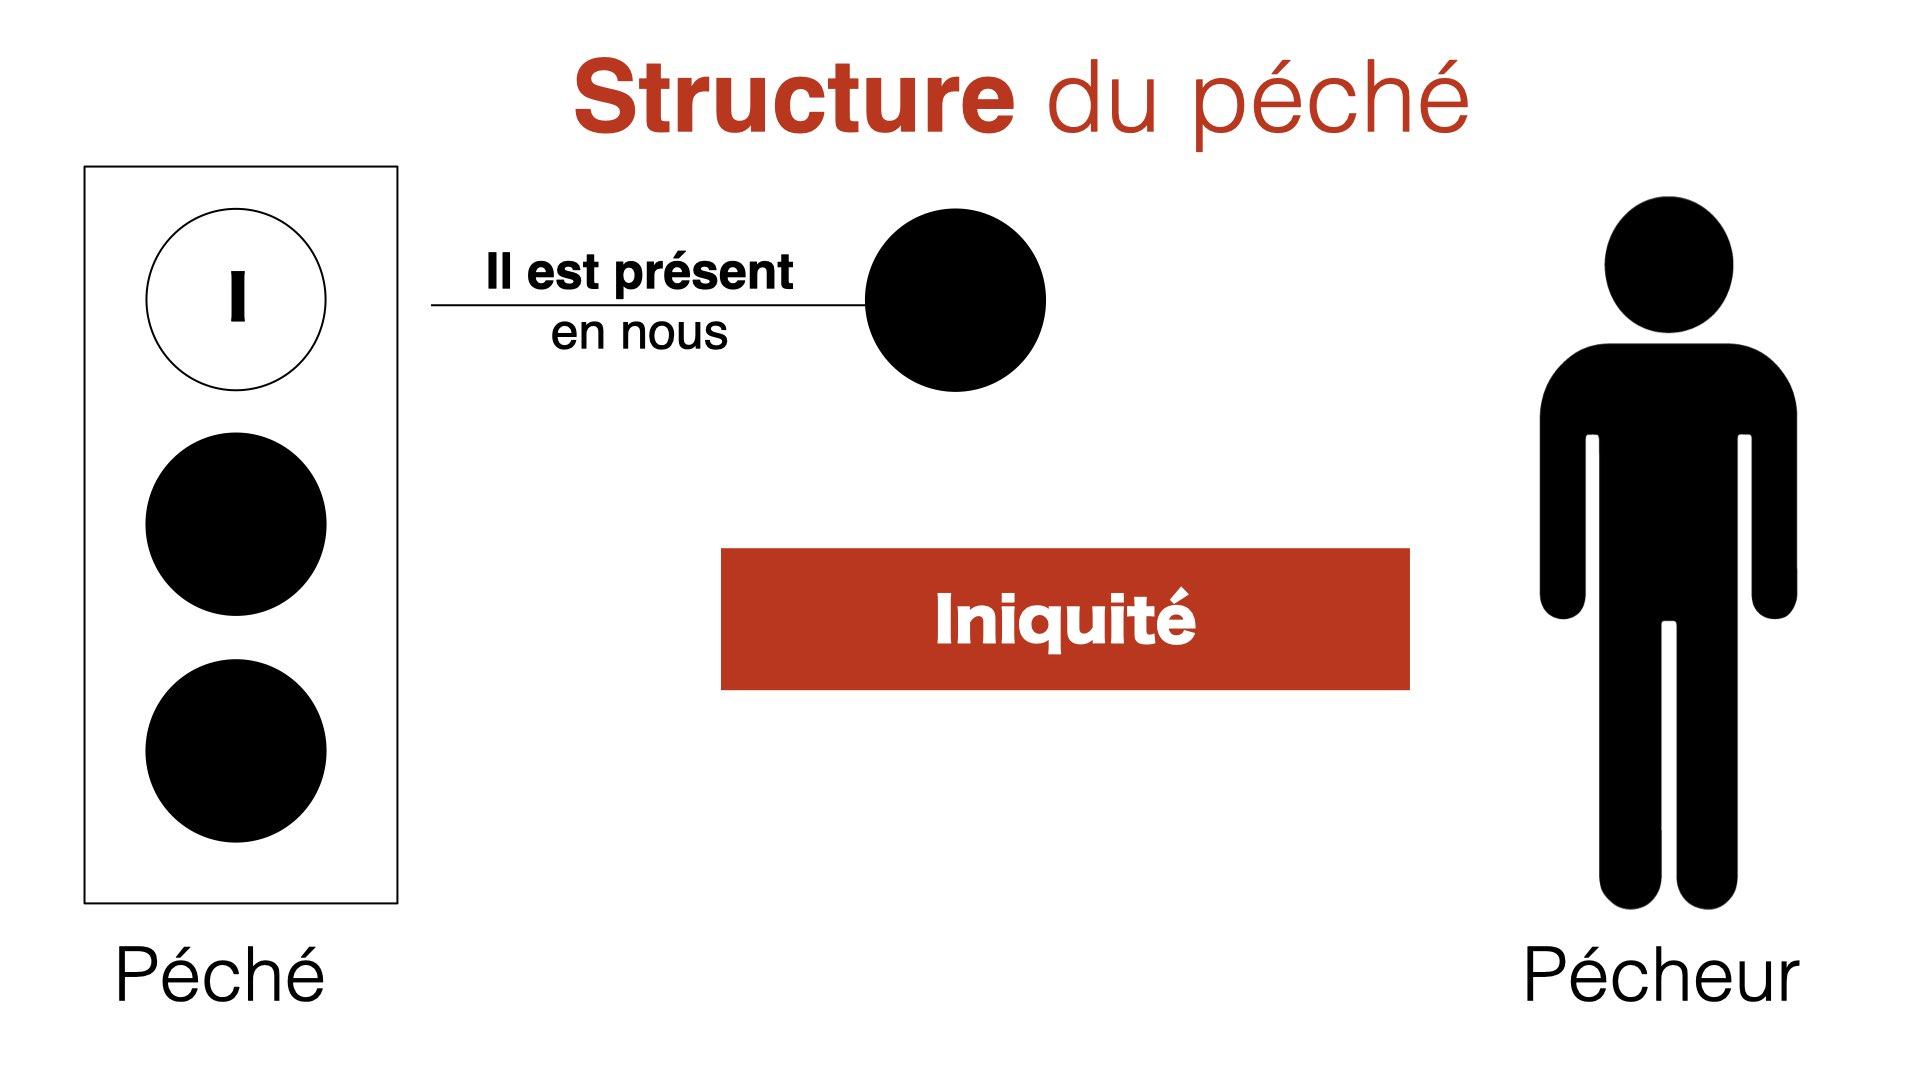 Structure du péché
I
Il est présent
en nous
Iniquité
Péché
Pécheur